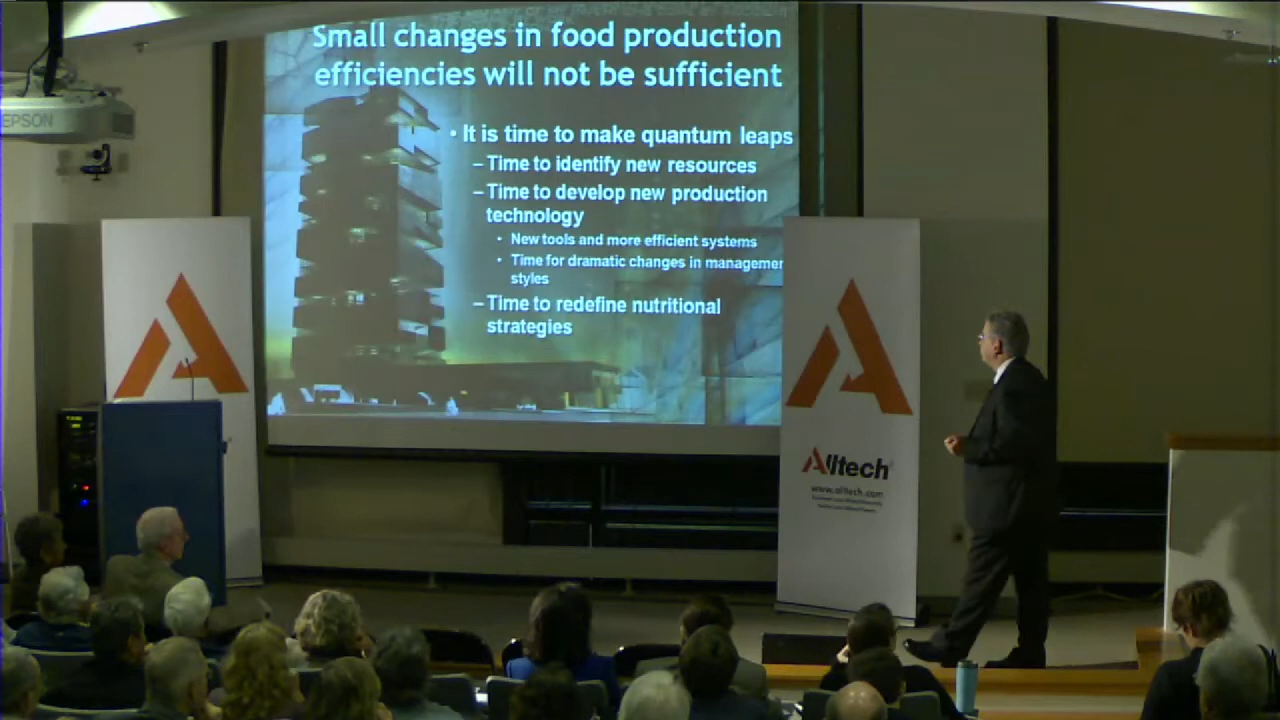 Small changes in food production
efficiencies will not be sufficient
• It is time to make quantum leaps
– Time to identify new resources
– Time to develop new production
technology
• New tools and more efficient systems
• Time for dramatic changes in managemen
styles
– Time to redefine nutritional
strategies
EPSON
Alltech
www.alltech.com